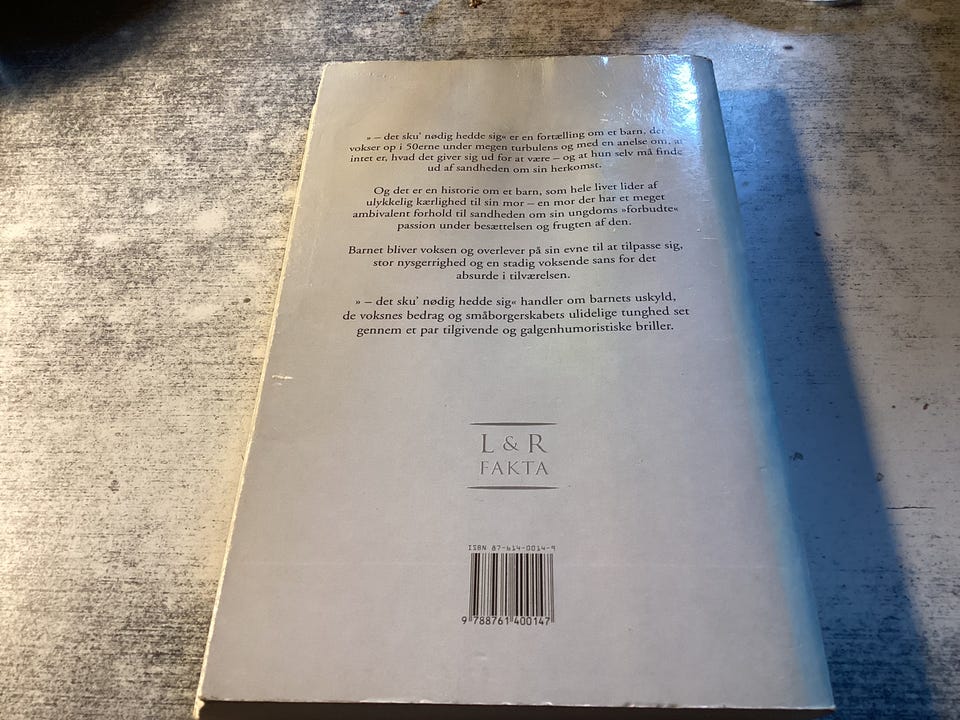 » – det sku’ nødig hedde sig« er en fortælling om et barn, der
vokser op i 50erne under megen turbulens og med en anelse om, at
intet er, hvad det giver sig ud for at være – og at hun selv må finde
ud af sandheden om sin herkomst.
Og det er en historie om et barn, som hele livet lider af
ulykkelig kærlighed til sin mor – en mor der har et meget
ambivalent forhold til sandheden om sin ungdoms »forbudte«
passion under besættelsen og frugten af den.
Barnet bliver voksen og overlever på sin evne til at tilpasse sig,
stor nysgerrighed og en stadig voksende sans for det
absurde i tilværelsen.
» – det sku’ nødig hedde sig« handler om barnets uskyld,
de voksnes bedrag og småborgerskabets ulidelige tunghed set
gennem et par tilgivende og galgenhumoristiske briller.
L & R
FAKTA
ISBN 87-614-0014-9
9 788761 400147